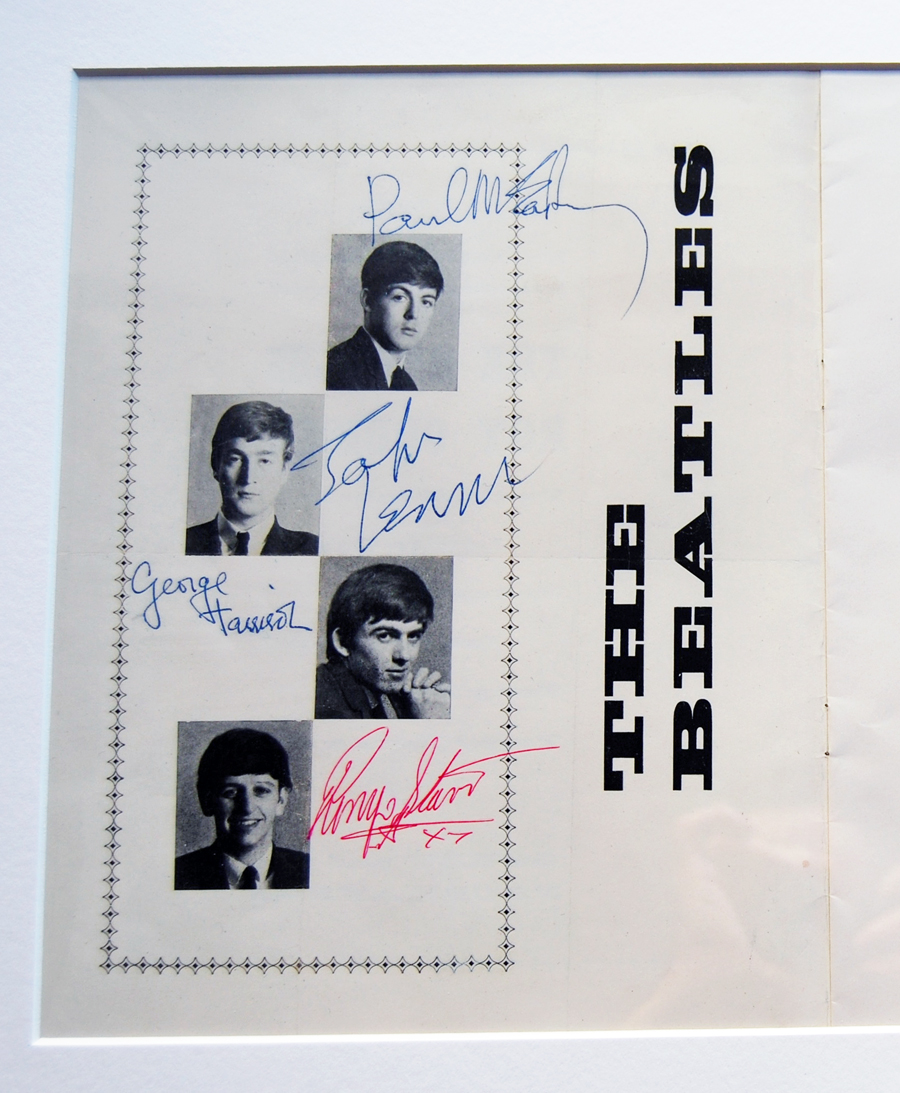 Paul McCartney
John
Lennon
George
Harrison
Ringo Starr
xx
THE
BEATLES